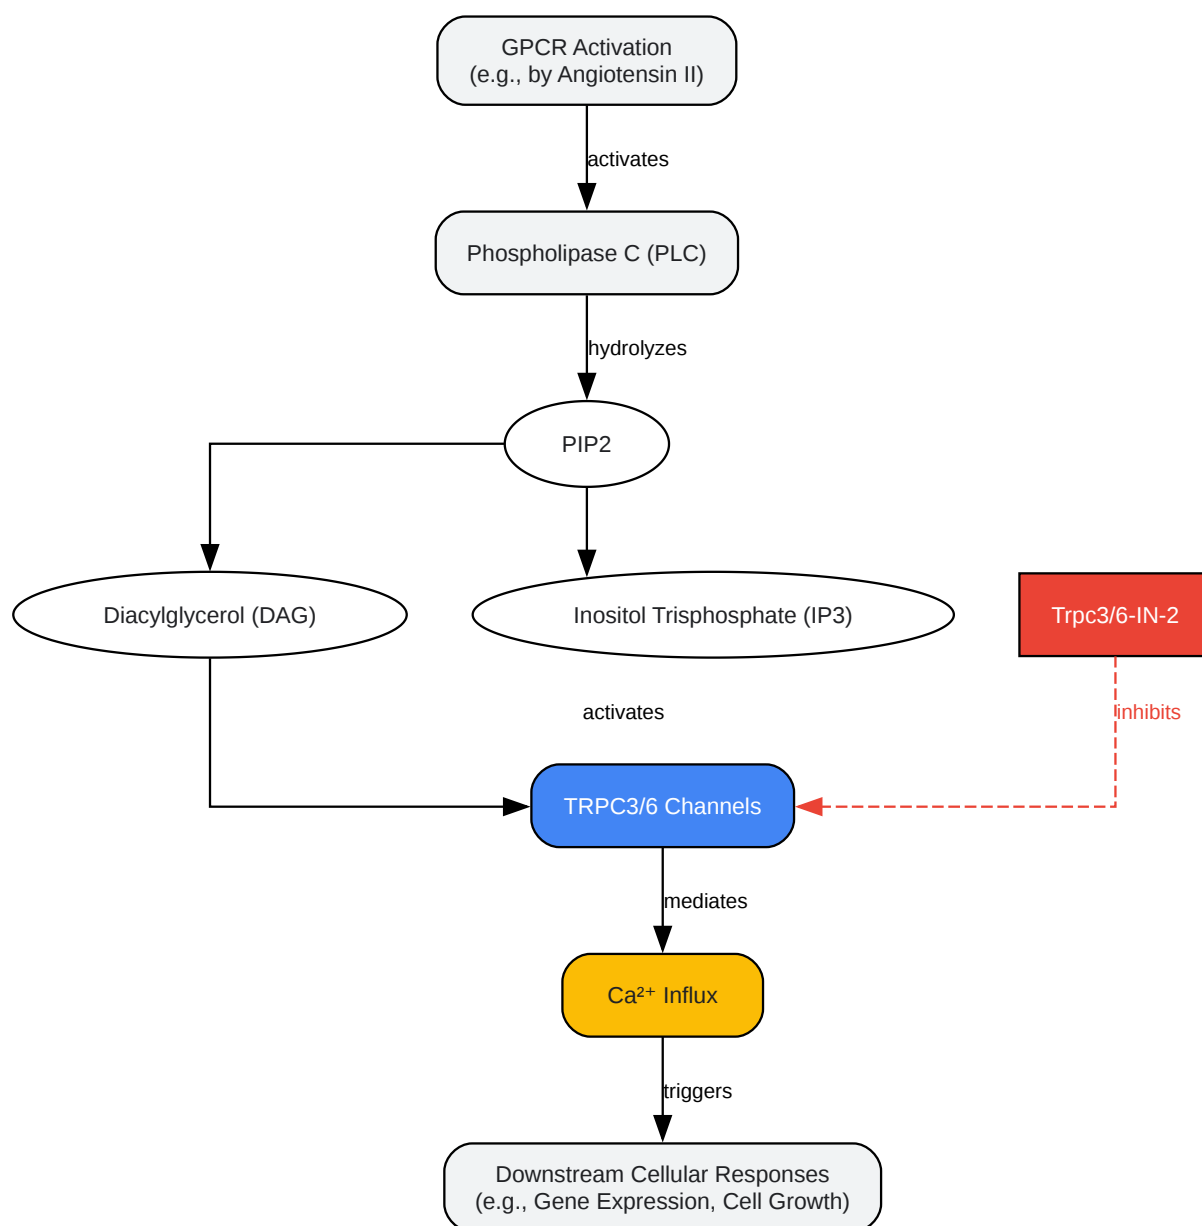 GPCR Activation
(e.g., by Angiotensin II)
activates
Phospholipase C (PLC)
hydrolyzes
PIP2
Diacylglycerol (DAG)
Inositol Trisphosphate (IP3)
Trpc3/6-IN-2
activates
inhibits
TRPC3/6 Channels
mediates
Ca²⁺ Influx
triggers
Downstream Cellular Responses
(e.g., Gene Expression, Cell Growth)